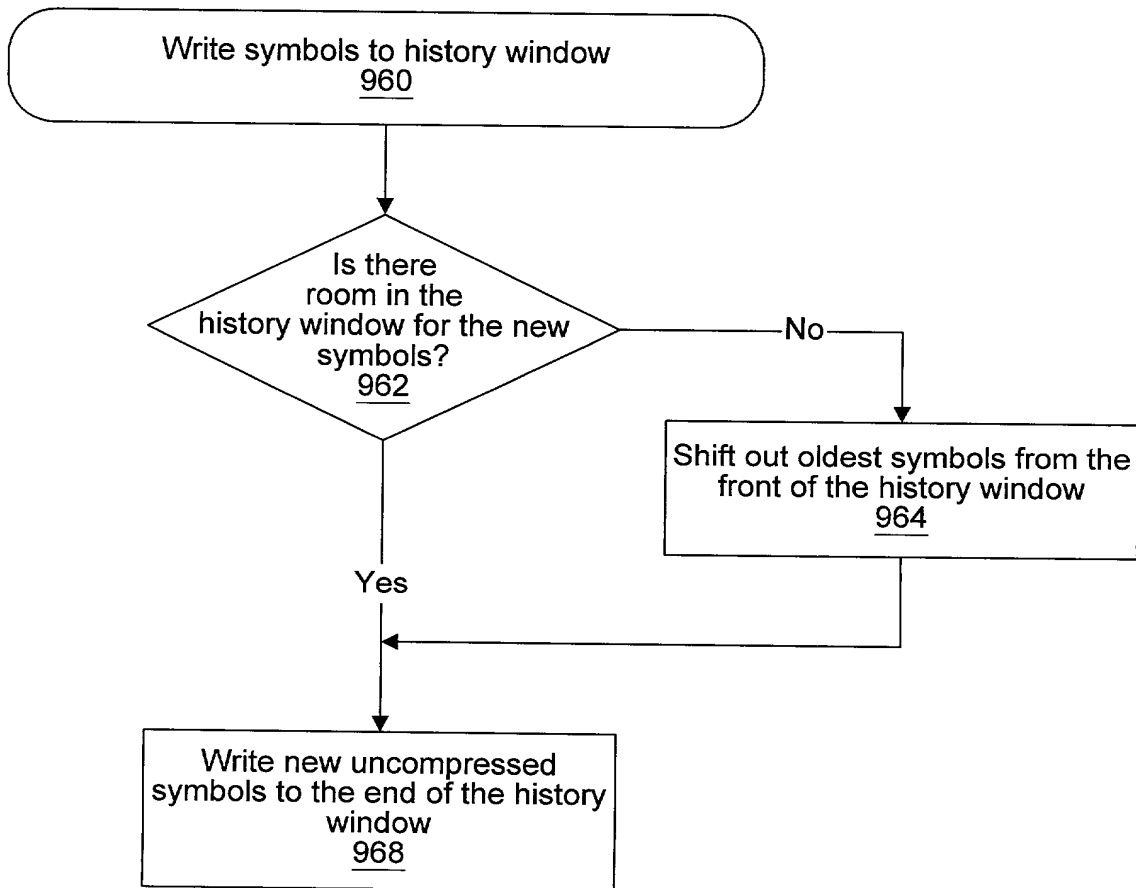 Write symbols to history window
960
Is there
room in the
history window for the new
symbols?
962
No
Shift out oldest symbols from the
front of the history window
964
Yes
Write new uncompressed
symbols to the end of the history
window
968